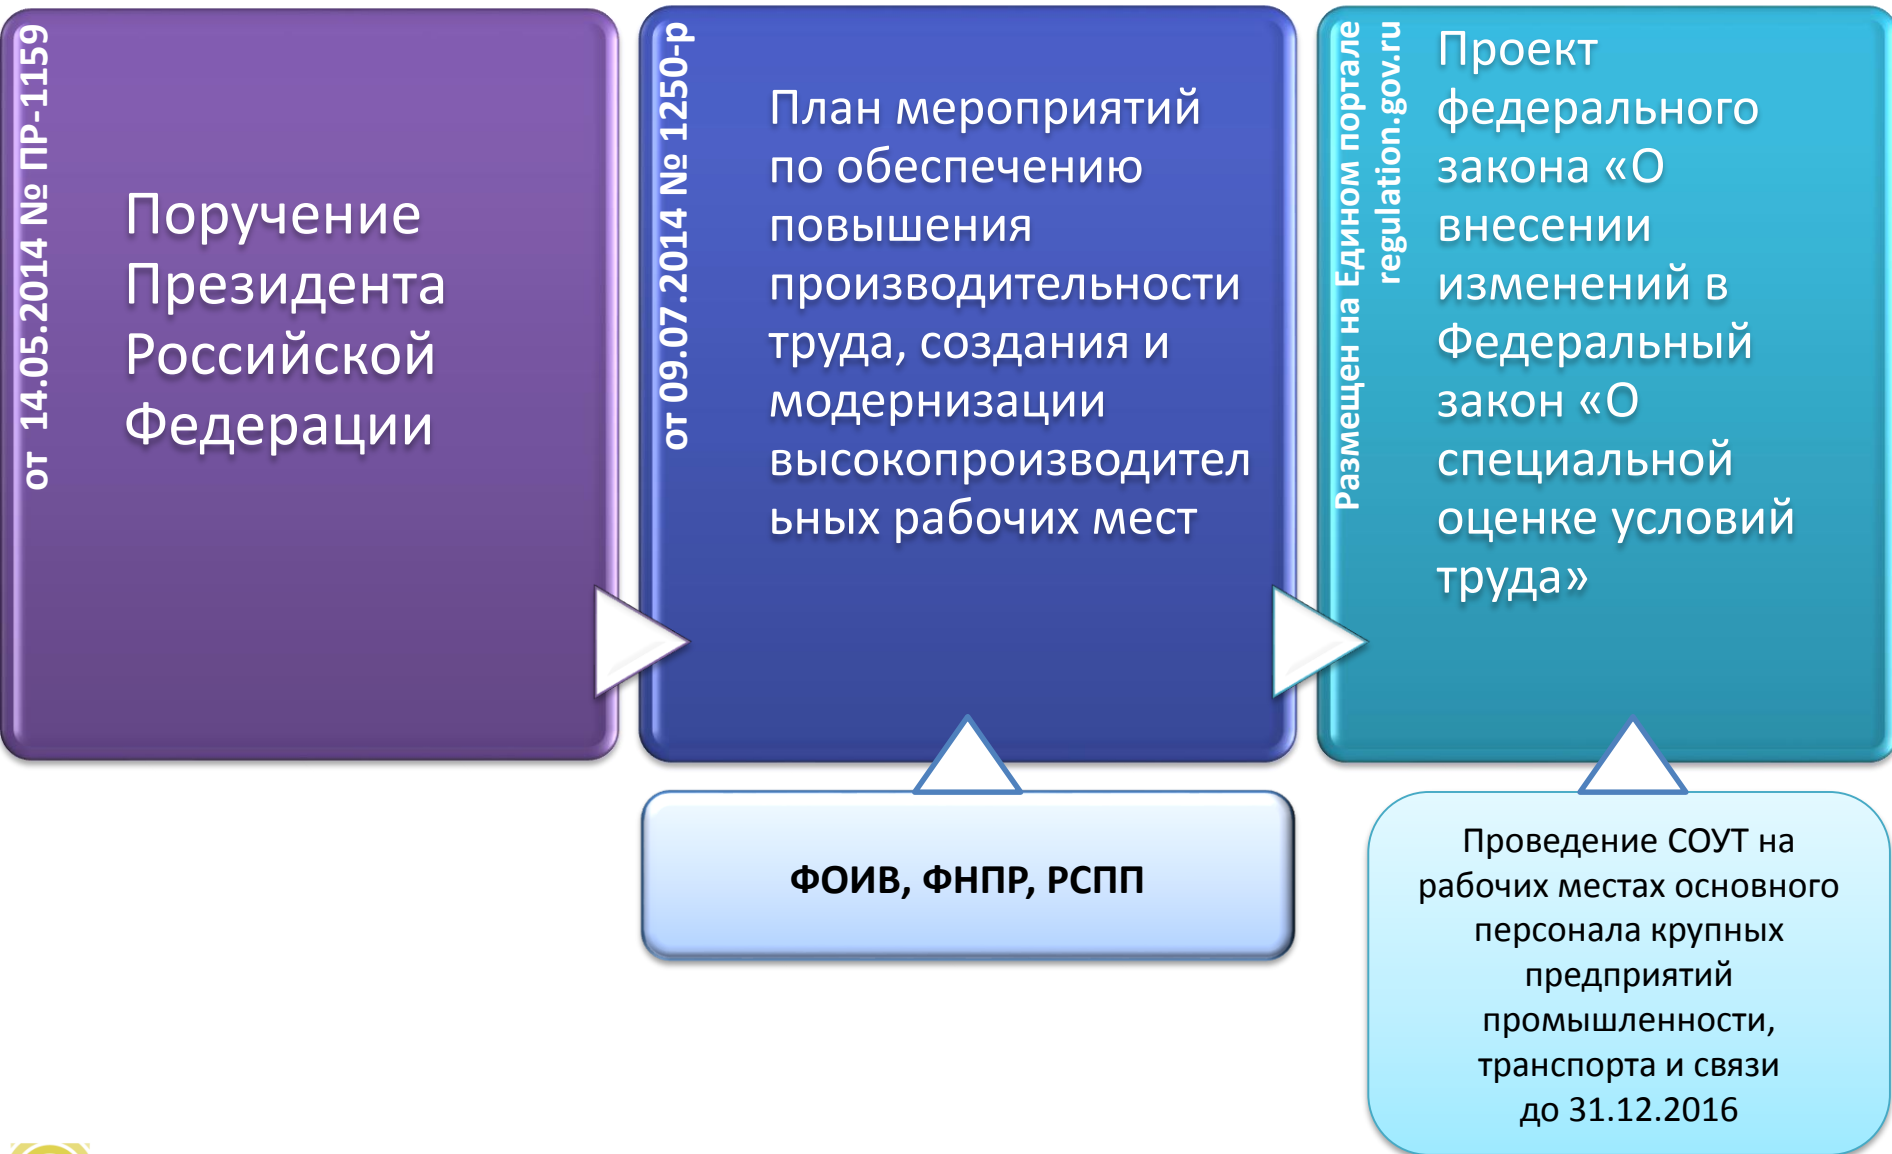 от 14.05.2014 № ПР-1159
Поручение
Президента
Российской
Федерации
от 09.07.2014 № 1250-р
План мероприятий
по обеспечению
повышения
производительности
труда, создания и
модернизации
высокопроизводител
ьных рабочих мест
Размещен на Едином портале
regulation.gov.ru
Проект
федерального
закона «О
внесении
изменений в
Федеральный
закон «О
специальной
оценке условий
труда»
ФОИВ, ФНПР, РСПП
Проведение СОУТ на
рабочих местах основного
персонала крупных
предприятий
промышленности,
транспорта и связи
до 31.12.2016